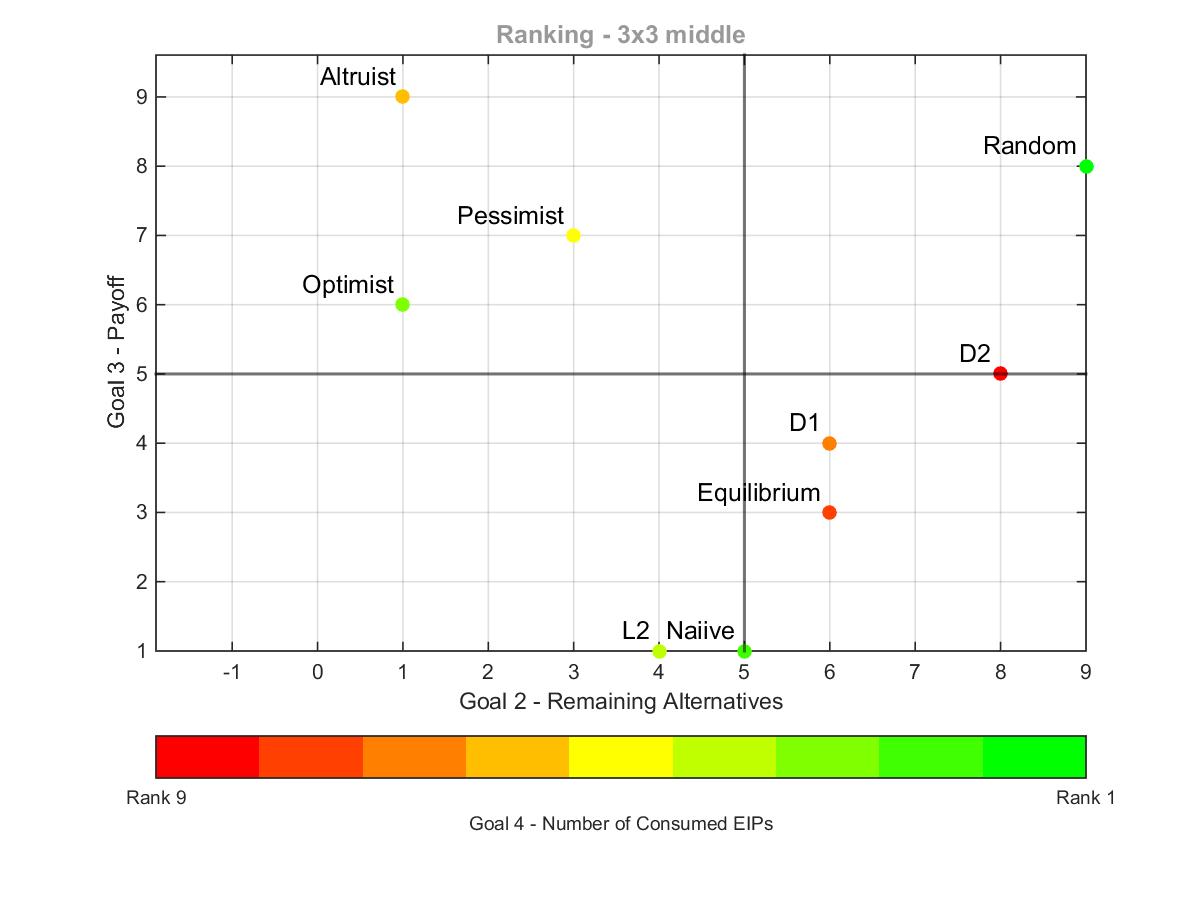 Ranking - 3x3 middle
Altruist
Random
Pessimist
Optimist
D2
D1
Equilibrium
L2 Naiive
9
8
7
6
5
4
3
2
1
Goal 3 - Payoff
-1 0 1 2 3 4 5 6 7 8 9
Goal 2 - Remaining Alternatives
Rank 9 Rank 1
Goal 4 - Number of Consumed EIPs